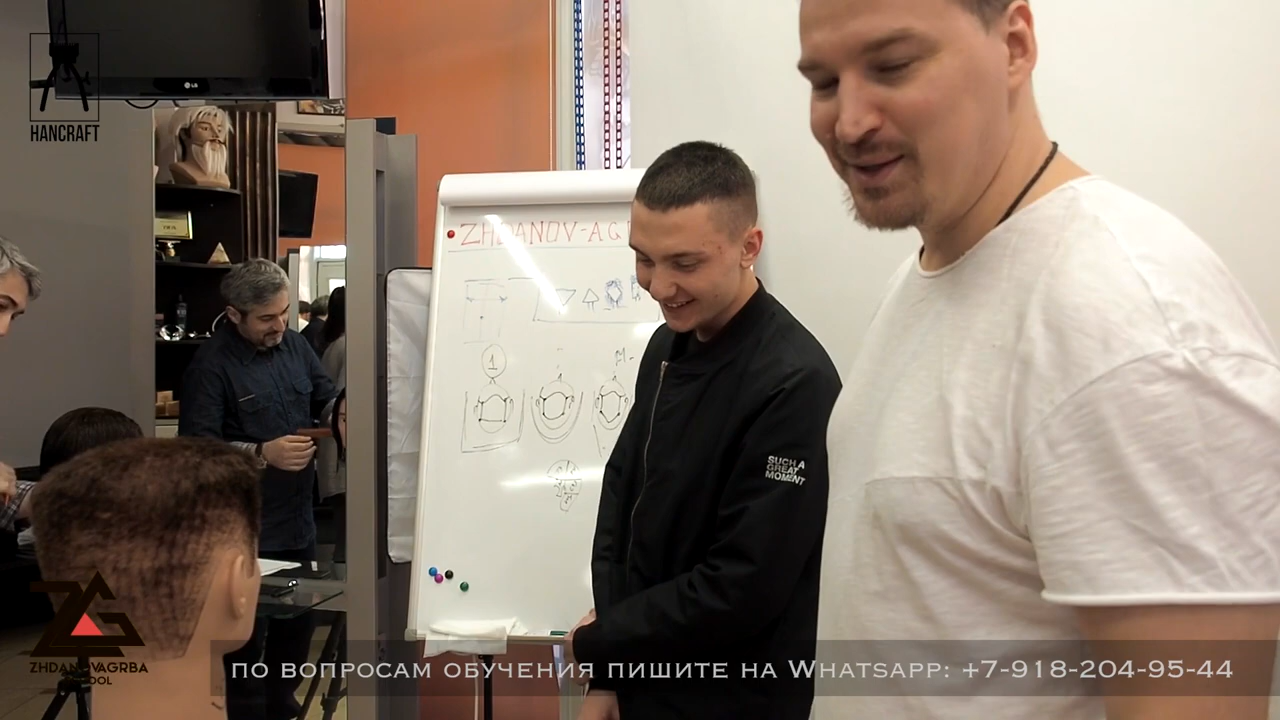 LG
HANCRAFT
ZHDANOV-AG
1
SUCH A
GREAT
MOMENT
ZHDANOVAGRBA
по вопросам обучения пишите на Whatsapp: +7-918-204-95-44